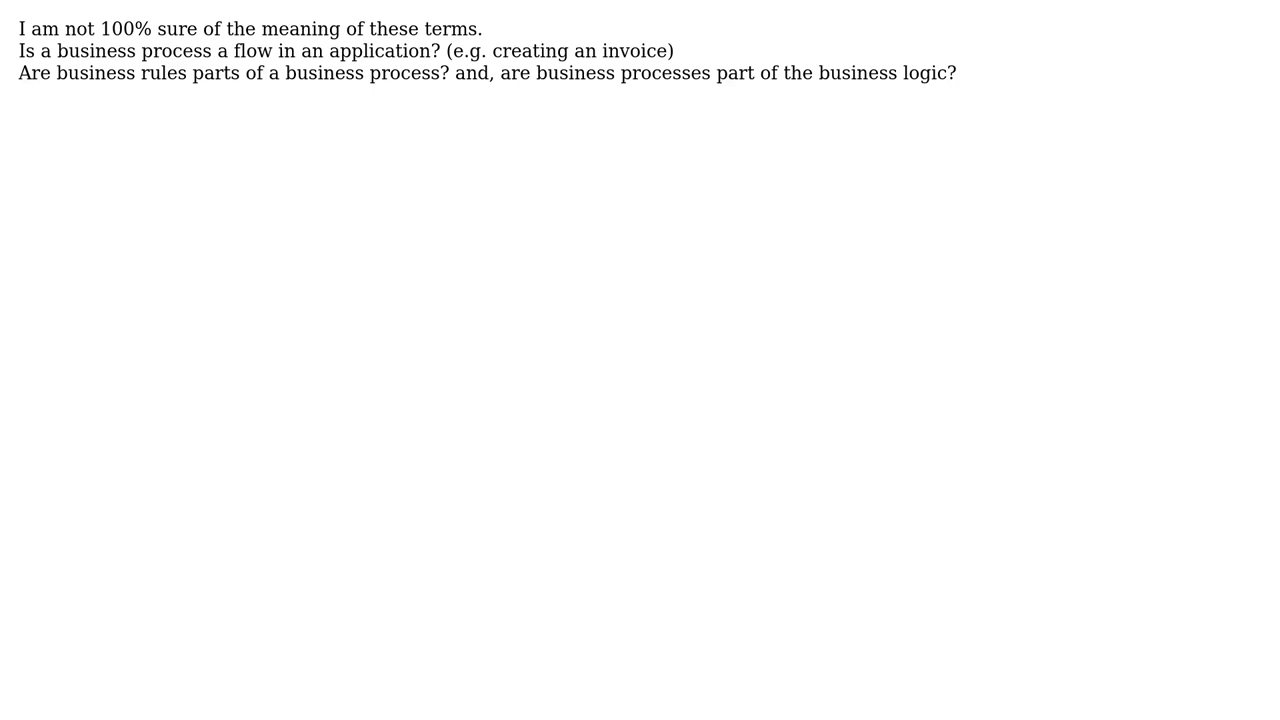 I am not 100% sure of the meaning of these terms.
Is a business process a flow in an application? (e.g. creating an invoice)
Are business rules parts of a business process? and, are business processes part of the business logic?